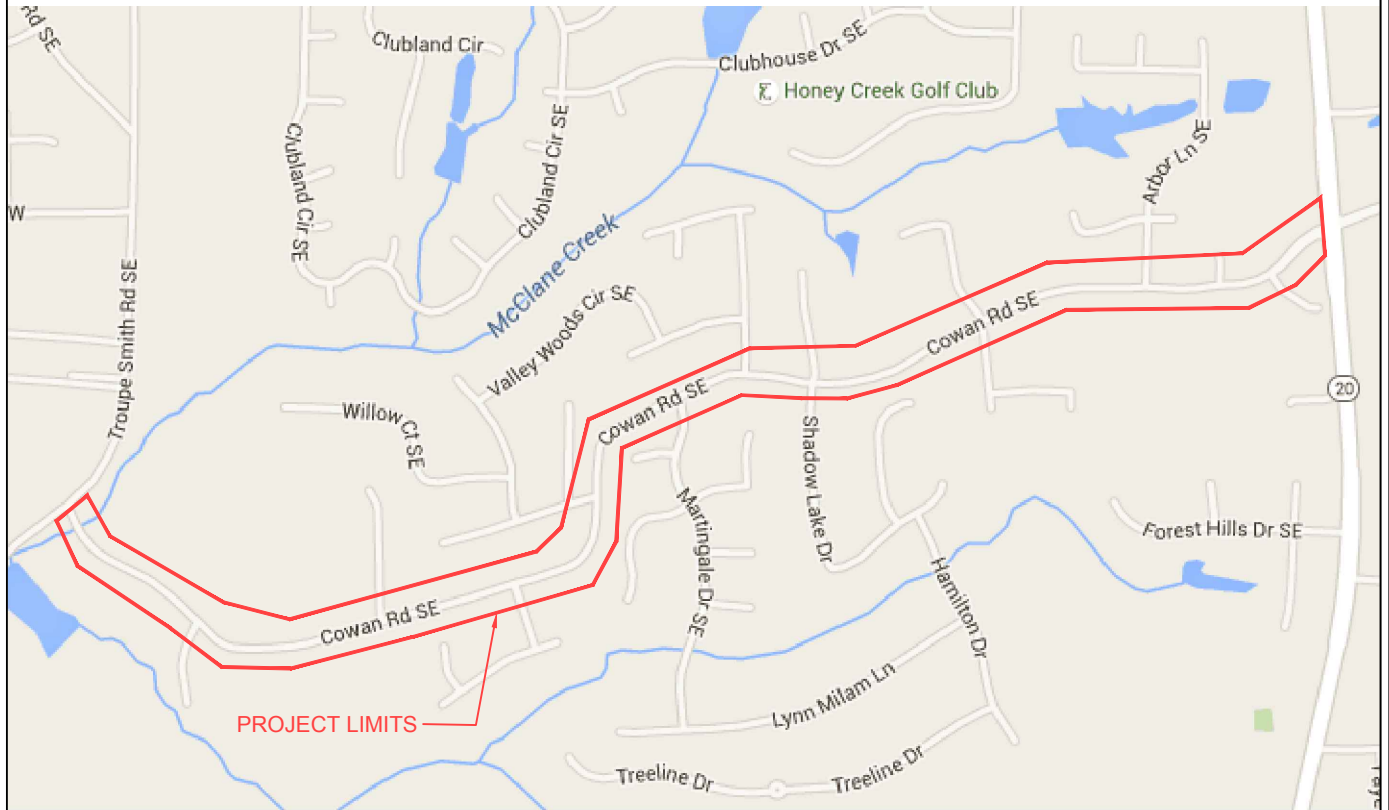 Rd SE
Clubland Cir
Clubhouse Dr SE
Honey Creek Golf Club
Clubland Cir SE
Clubland Cir SE
Arbor Ln SE
W
McClane Creek
Troupe Smith Rd SE
Valley Woods Cir SE
Cowan Rd SE
Cowan Rd SE
20
Willow Ct SE
Shadow Lake Dr
Martingale Dr SE
Forest Hills Dr SE
Hamilton Dr
Cowan Rd SE
Lynn Milam Ln
PROJECT LIMITS
Treeline Dr
Treeline Dr